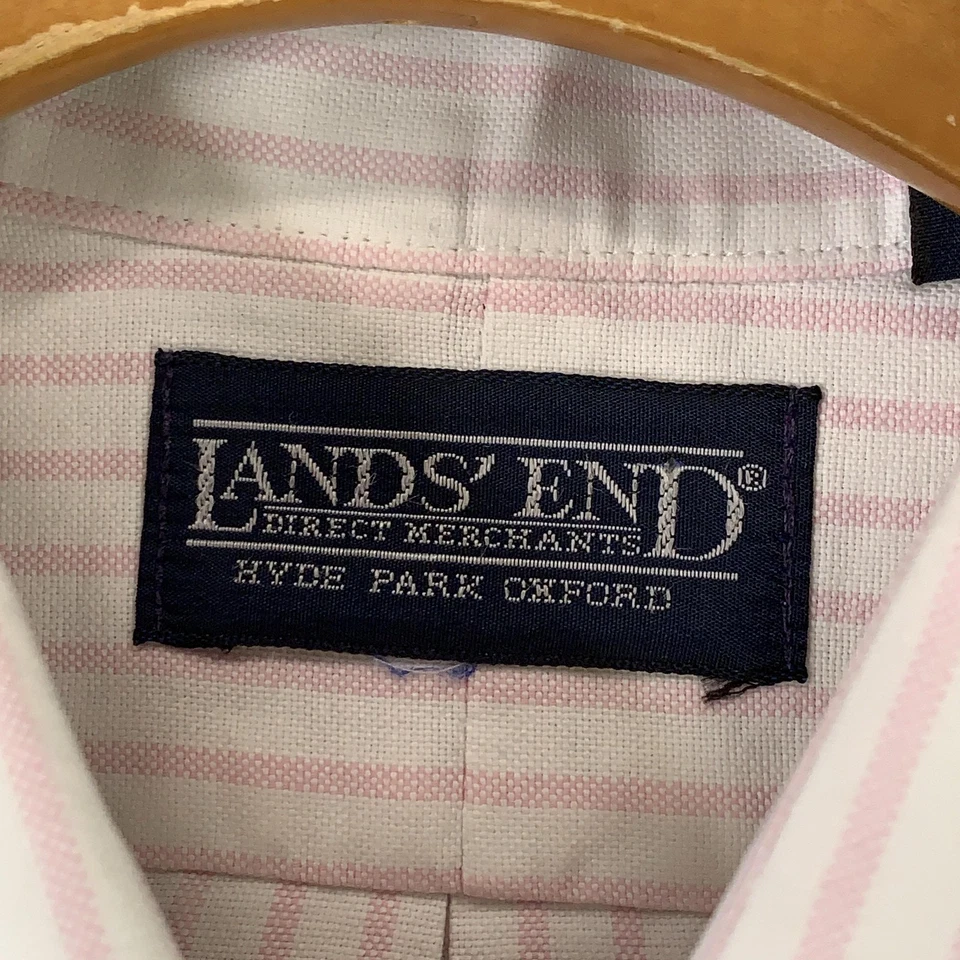 LANDS' END®
DIRECT MERCHANTS
HYDE PARK OXFORD